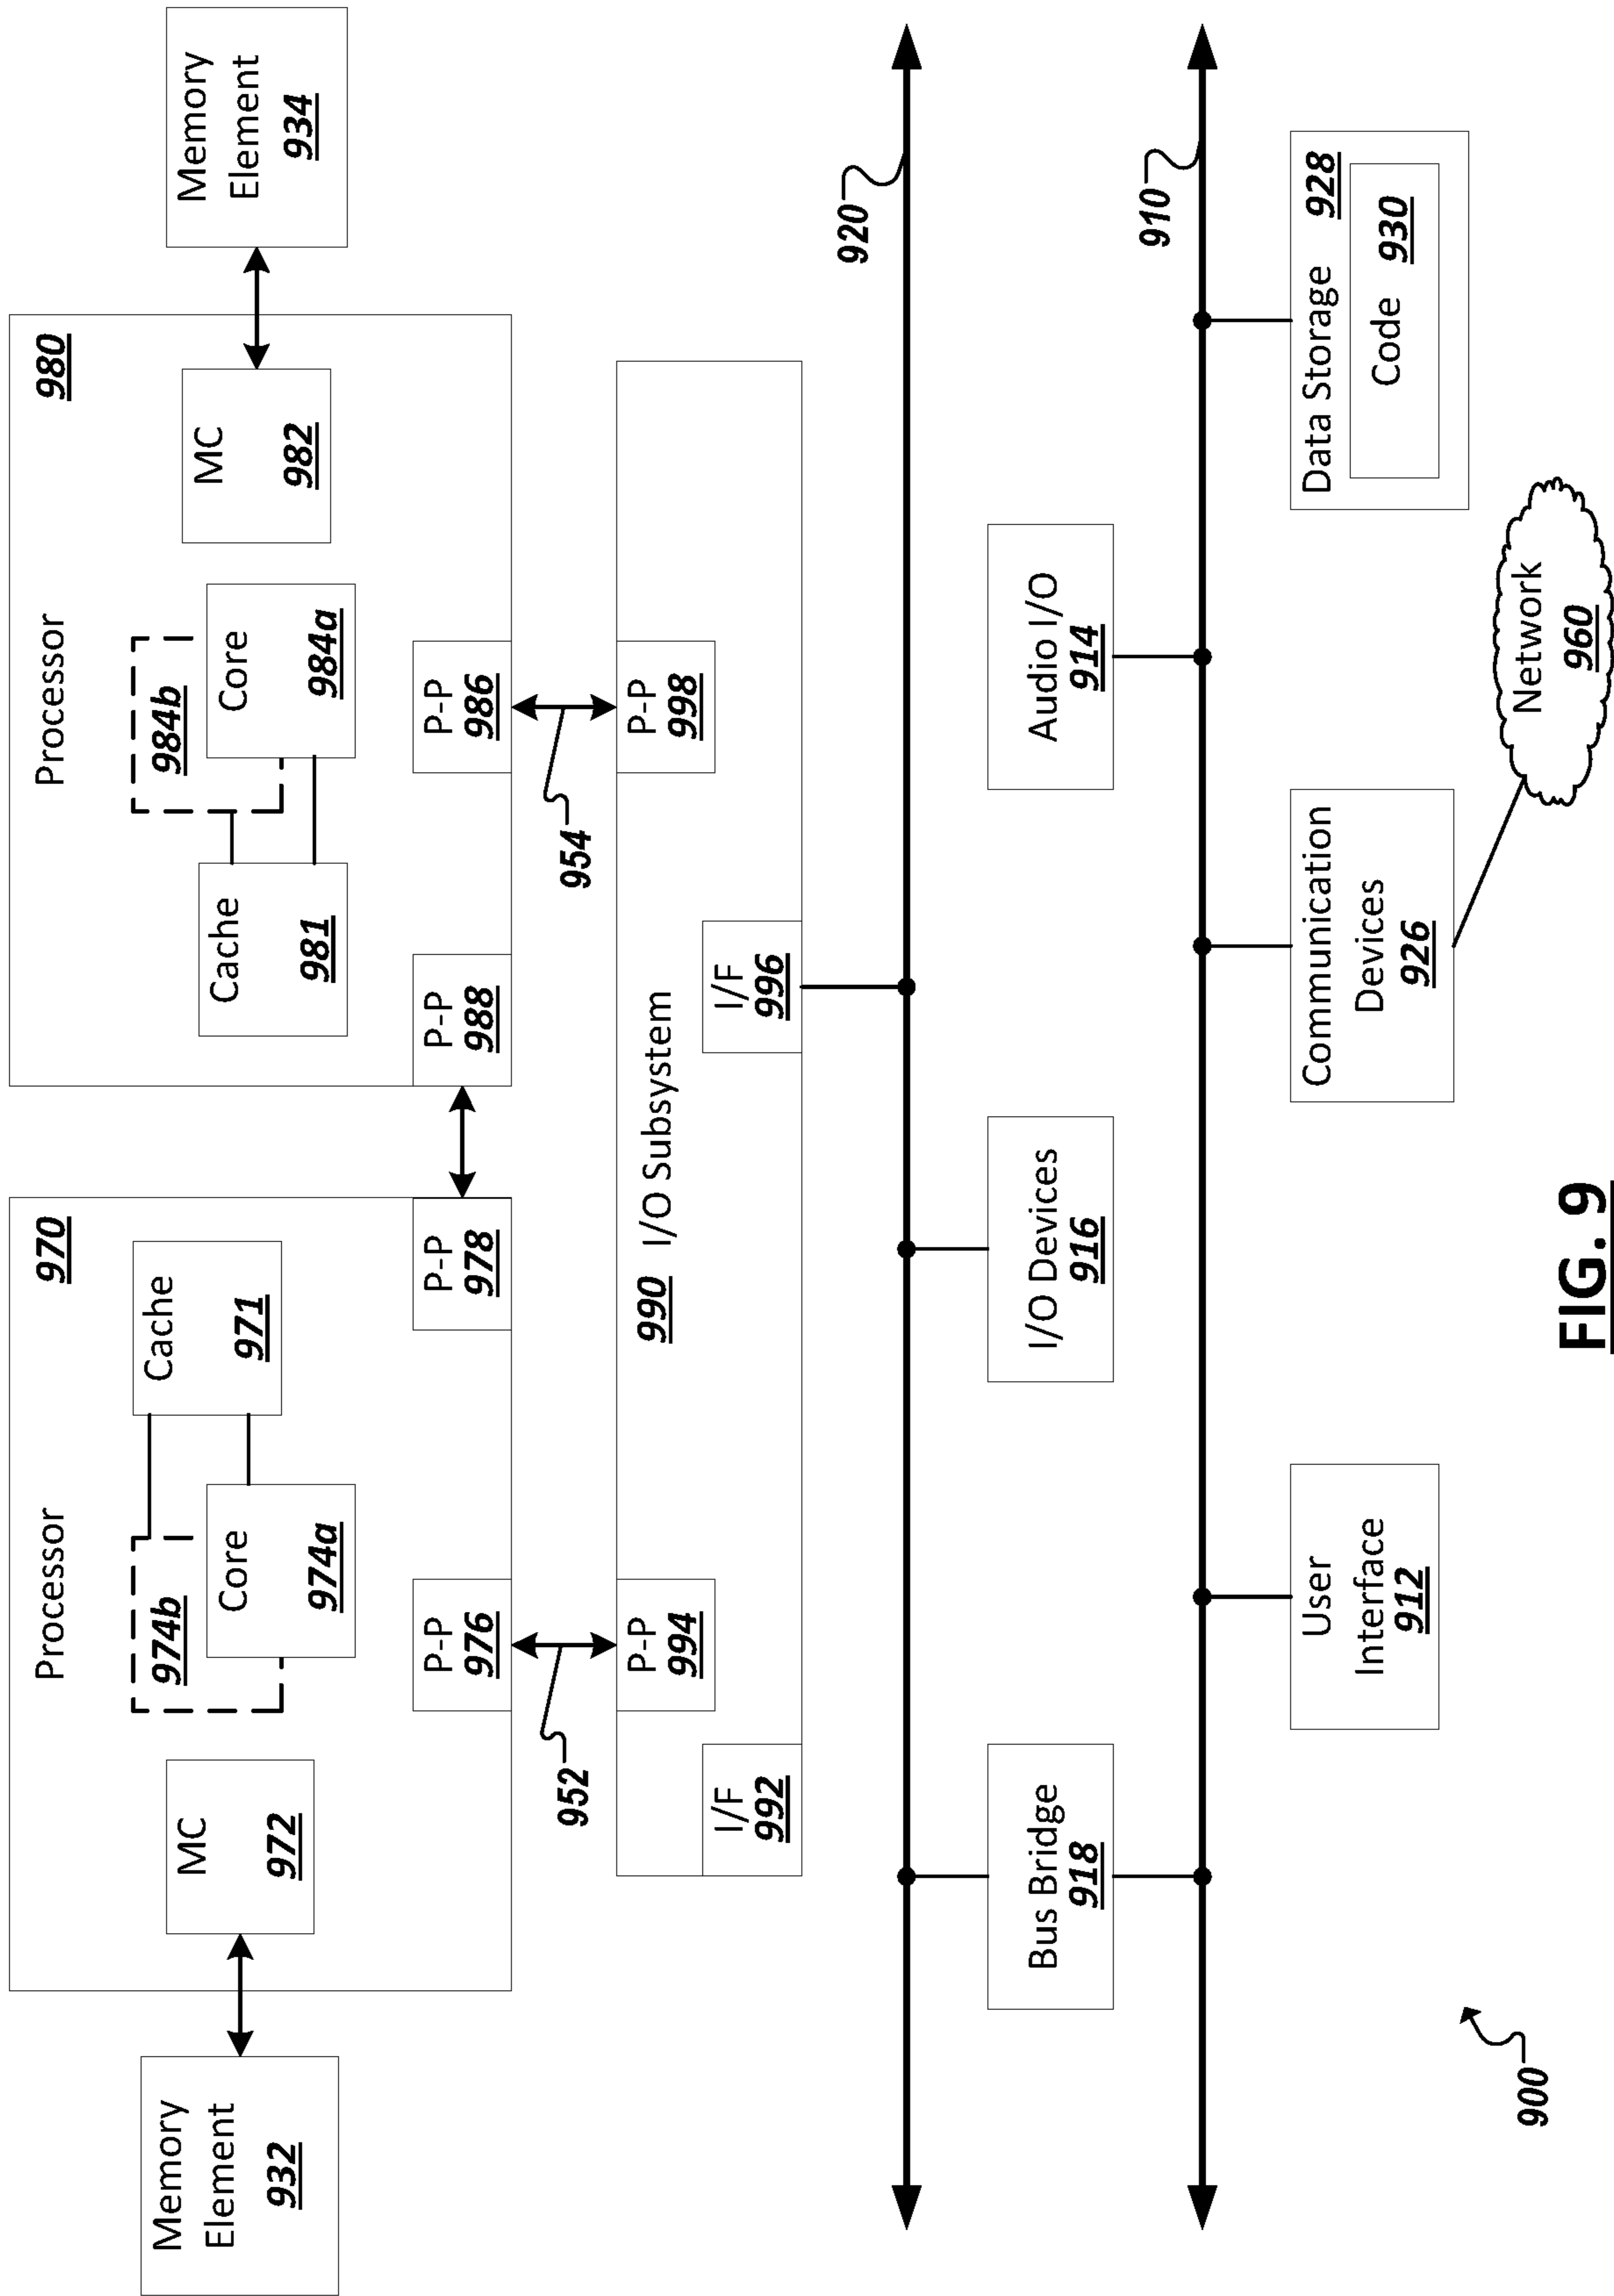 Memory
Element
932
Processor
970
MC
972
974b
Core
974a
Cache
971
P-P
976
P-P
978
Processor
980
Cache
981
984b
Core
984a
MC
982
P-P
988
P-P
986
Memory
Element
934
952
954
P-P
994
990 I/O Subsystem
P-P
998
I/F
992
I/F
996
920
Bus Bridge
918
I/O Devices
916
Audio I/O
914
910
User
Interface
912
Communication
Devices
926
Data Storage 928
Code 930
Network
960
900
FIG. 9